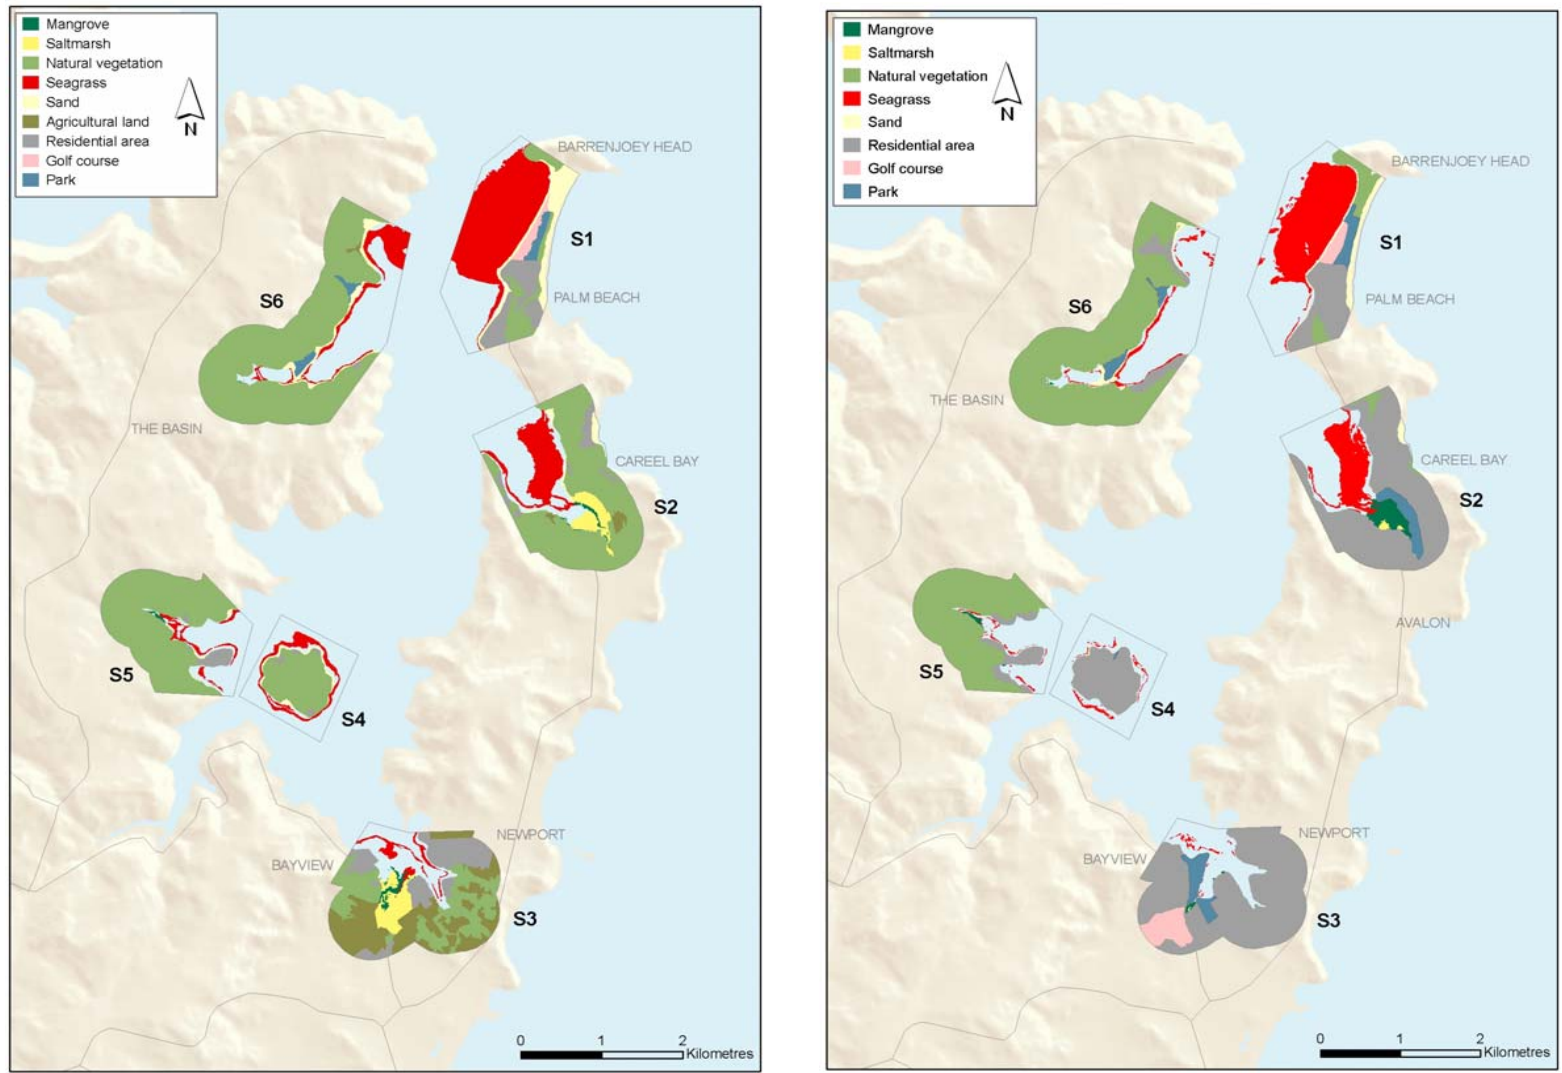 Mangrove
Saltmarsh
Natural vegetation
Seagrass
Sand
Agricultural land
Residential area
Golf course
Park
N
BARRENJOEY HEAD
S1
S6
PALM BEACH
THE BASIN
CAREEL BAY
S2
S5
S4
NEWPORT
BAYVIEW
S3
0 1 2
Kilometres
Mangrove
Saltmarsh
Natural vegetation
Seagrass
Sand
Residential area
Golf course
Park
N
BARRENJOEY HEAD
S1
S6
PALM BEACH
THE BASIN
CAREEL BAY
S2
AVALON
S5
S4
NEWPORT
BAYVIEW
S3
0 1 2
Kilometres